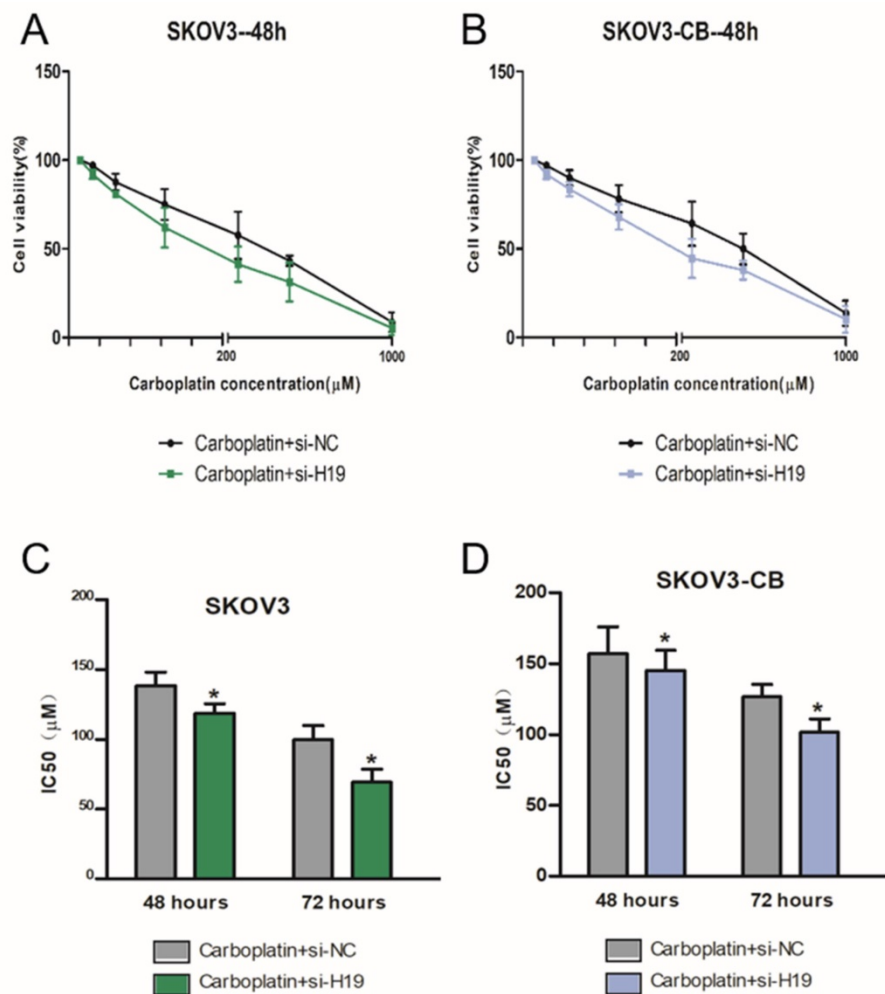 A
SKOV3--48h
Cell viability(%)
150
100
50
0
200
1000
Carboplatin concentration(μM)
Carboplatin+si-NC
Carboplatin+si-H19
B
SKOV3-CB--48h
Cell viability(%)
150
100
50
0
200
1000
Carboplatin concentration(μM)
Carboplatin+si-NC
Carboplatin+si-H19
C
SKOV3
IC50（μM）
200
150
100
50
0
*
*
48 hours
72 hours
Carboplatin+si-NC
Carboplatin+si-H19
D
SKOV3-CB
IC50（μM）
200
150
100
50
0
*
*
48 hours
72 hours
Carboplatin+si-NC
Carboplatin+si-H19